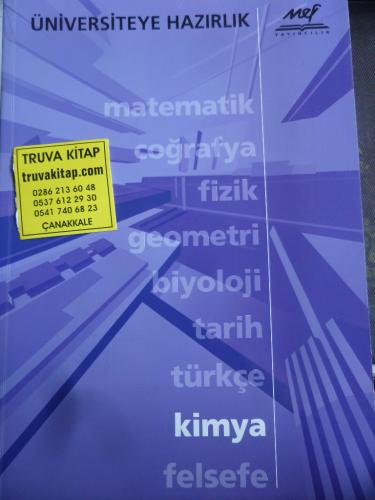 ÜNİVERSİTEYE HAZIRLIK
Mef
YAYINCILIK
matematik
coğrafya
fizik
geometri
biyoloji
tarih
türkçe
kimya
felsefe
TRUVA KİTAP
truvakitap.com
0286 213 60 48
0537 612 29 30
0541 740 68 23
ÇANAKKALE